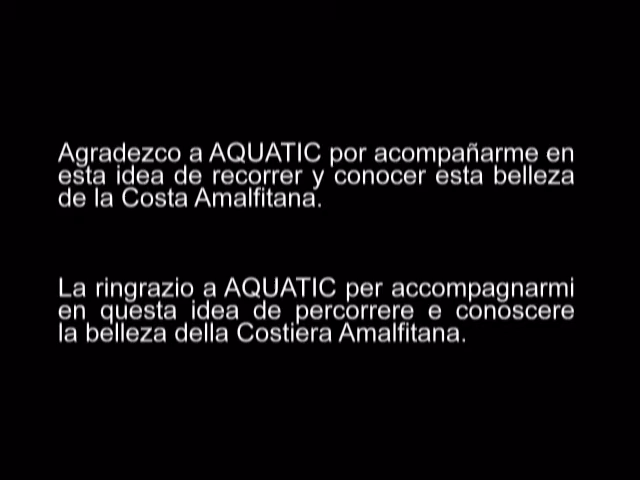 Agradezco a AQUATIC por acompañarme en
esta idea de recorrer y conocer esta belleza
de la Costa Amalfitana.
La ringrazio a AQUATIC per accompagnarmi
en questa idea de percorrere e conoscere
la belleza della Costiera Amalfitana.